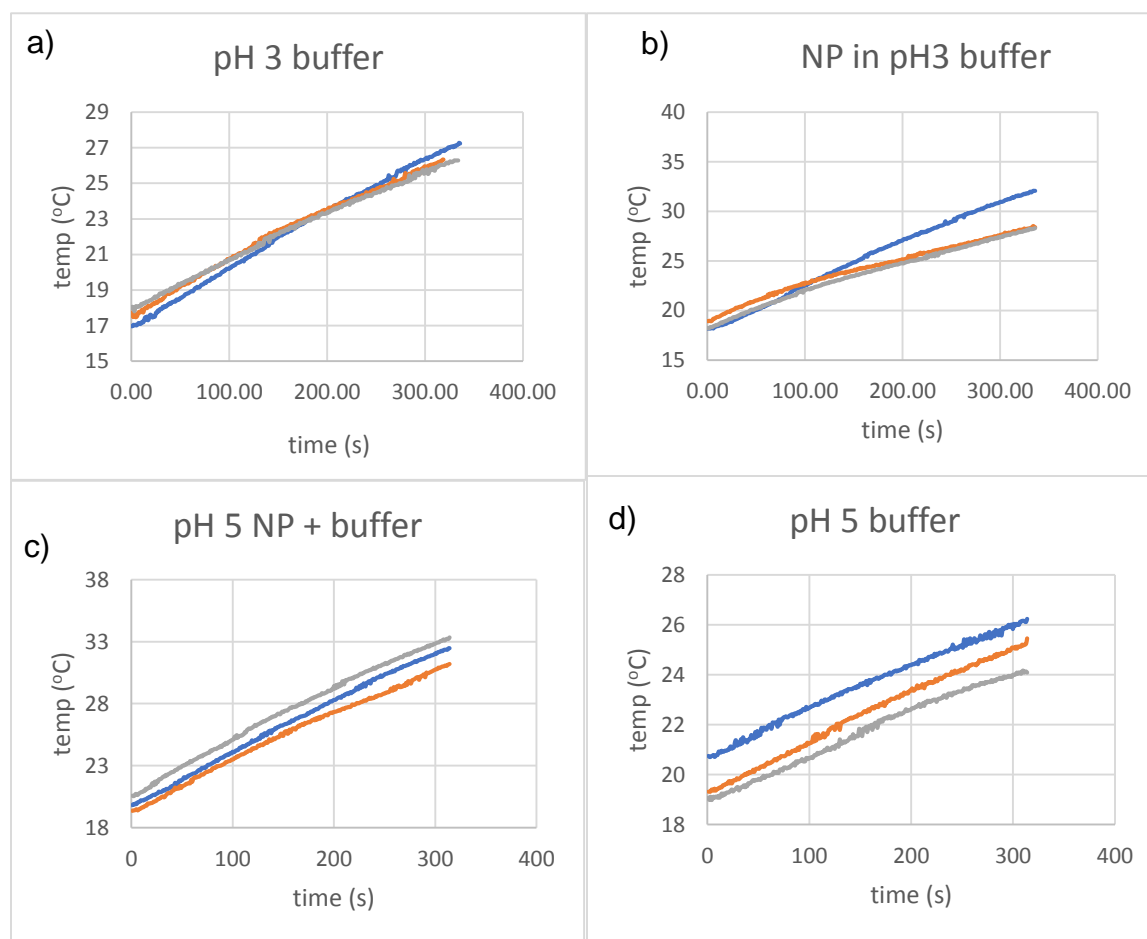 a)
pH 3 buffer
29
27
25
23
21
19
17
15
temp (°C)
0.00 100.00 200.00 300.00 400.00
time (s)
b)
NP in pH3 buffer
40
35
30
25
20
15
temp (°C)
0.00 100.00 200.00 300.00 400.00
time (s)
c)
pH 5 NP + buffer
38
33
28
23
18
temp (°C)
0 100 200 300 400
time (s)
d)
pH 5 buffer
28
26
24
22
20
18
temp (°C)
0 100 200 300 400
time (s)